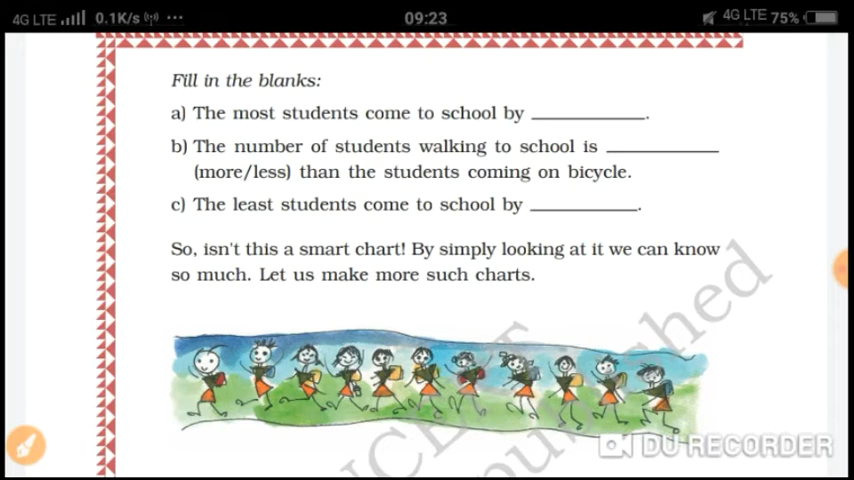 4G LTE 0.1K/s 09:23 4G LTE 75%
Fill in the blanks:
a) The most students come to school by ____________.
b) The number of students walking to school is ____________
(more/less) than the students coming on bicycle.
c) The least students come to school by ____________.
So, isn't this a smart chart! By simply looking at it we can know
so much. Let us make more such charts.
DU RECORDER